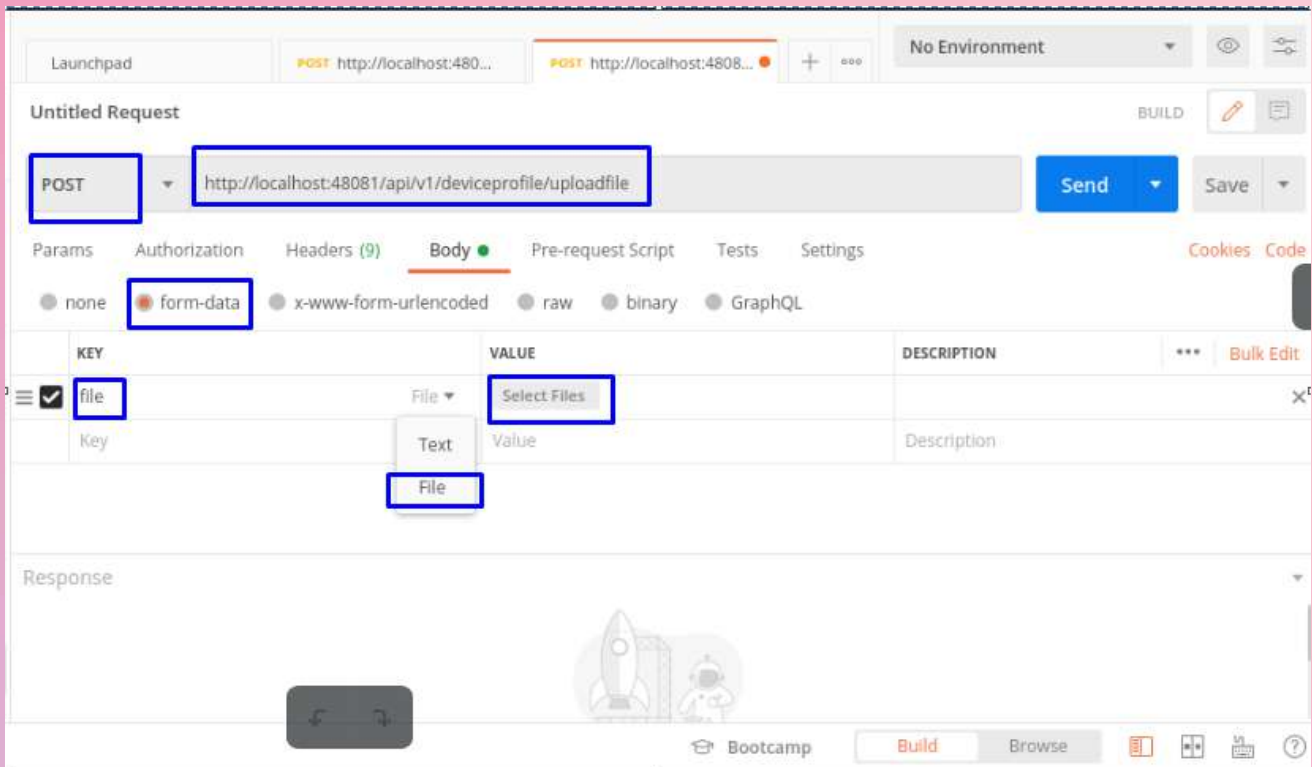 Launchpad
POST http://localhost:480...
POST http://localhost:4808...
No Environment
Untitled Request
BUILD
POST
http://localhost:48081/api/v1/deviceprofile/uploadfile
Send
Save
Params Authorization Headers (9) Body Pre-request Script Tests Settings Cookies Code
none form-data x-www-form-urlencoded raw binary GraphQL
KEY VALUE DESCRIPTION Bulk Edit
file File Select Files
Key Text Value Description
File
Response
Bootcamp Build Browse